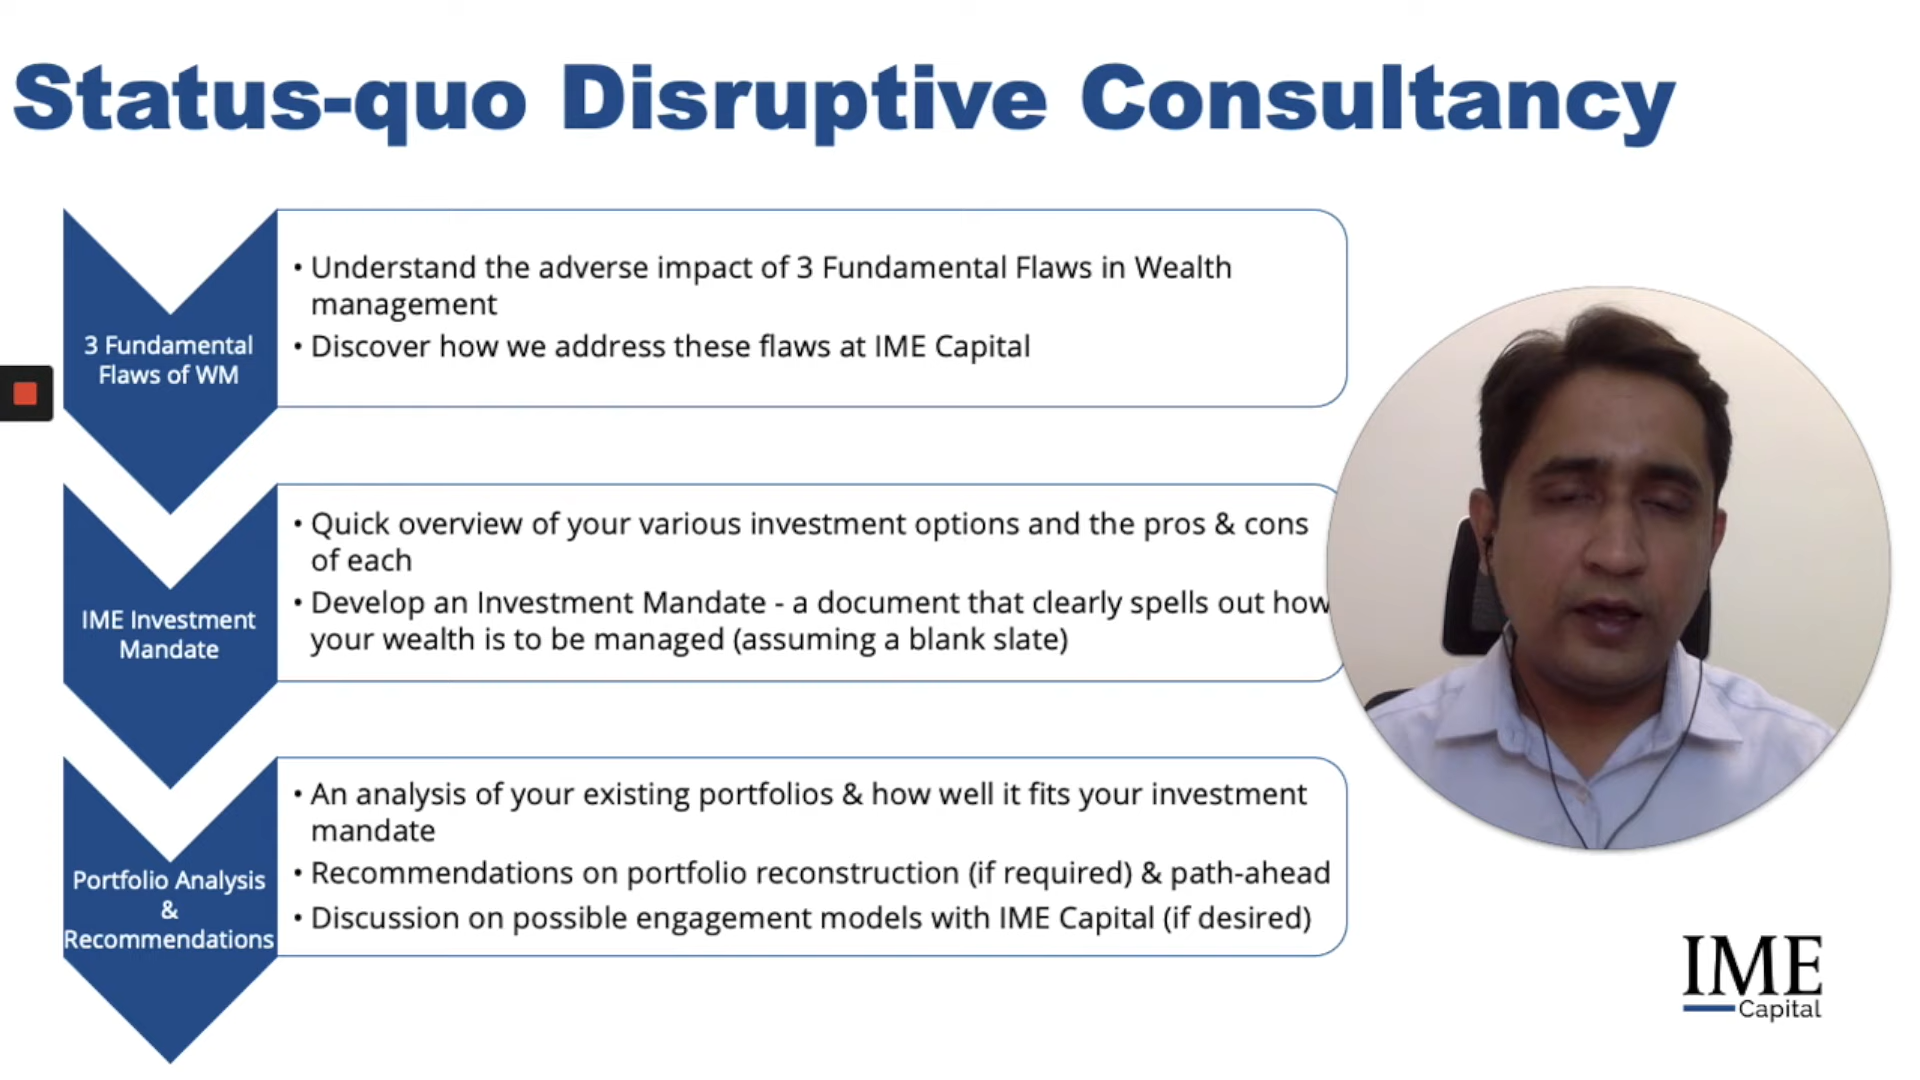 Status-quo Disruptive Consultancy
3 Fundamental
Flaws of WM
• Understand the adverse impact of 3 Fundamental Flaws in Wealth
management
• Discover how we address these flaws at IME Capital
IME Investment
Mandate
• Quick overview of your various investment options and the pros & cons
of each
• Develop an Investment Mandate - a document that clearly spells out how
your wealth is to be managed (assuming a blank slate)
Portfolio Analysis
&
Recommendations
• An analysis of your existing portfolios & how well it fits your investment
mandate
• Recommendations on portfolio reconstruction (if required) & path-ahead
• Discussion on possible engagement models with IME Capital (if desired)
IME
Capital